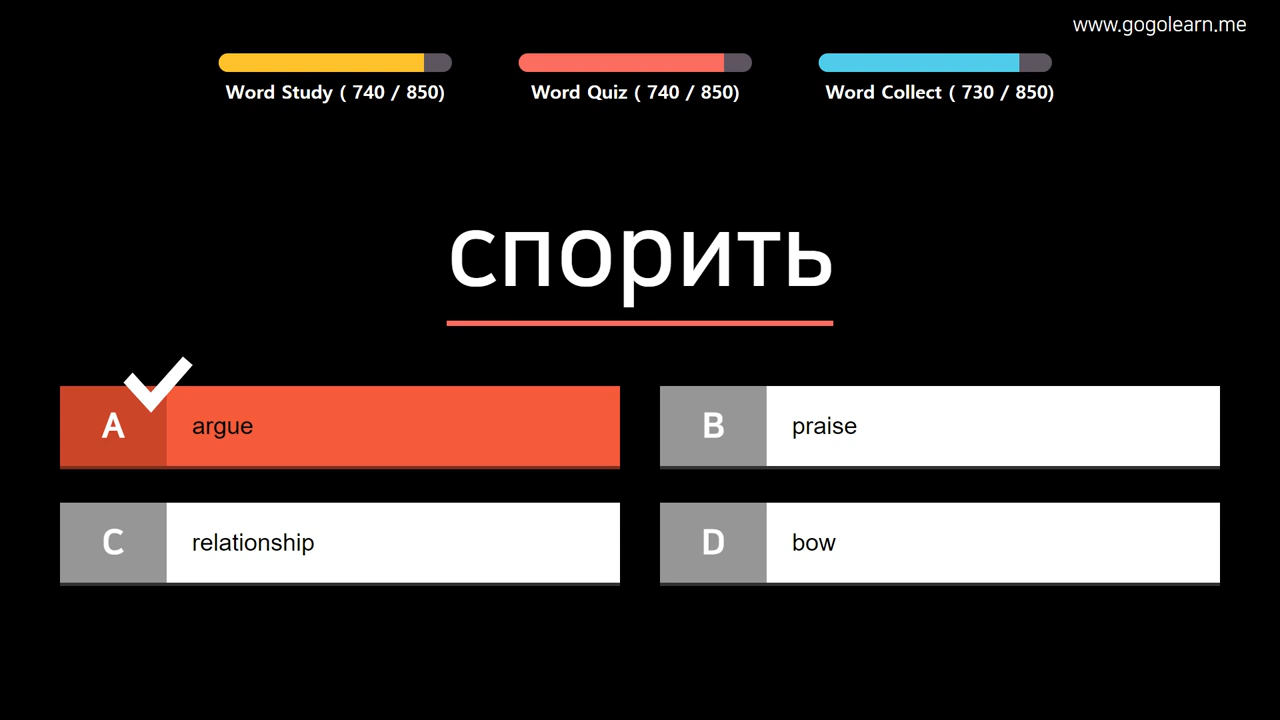 www.gogolearn.me
Word Study ( 740 / 850)
Word Quiz ( 740 / 850)
Word Collect ( 730 / 850)
спорить
A argue
B praise
C relationship
D bow